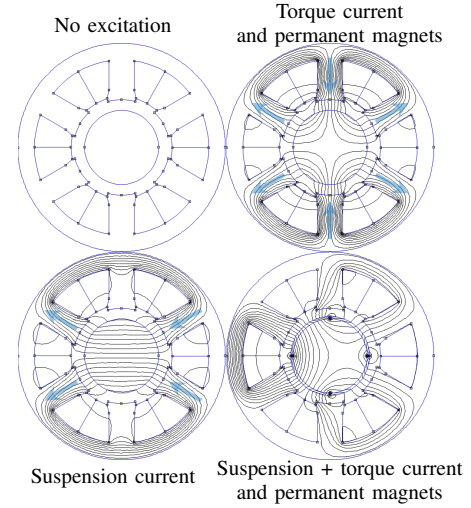 No excitation
Torque current
and permanent magnets
Suspension current
Suspension + torque current
and permanent magnets